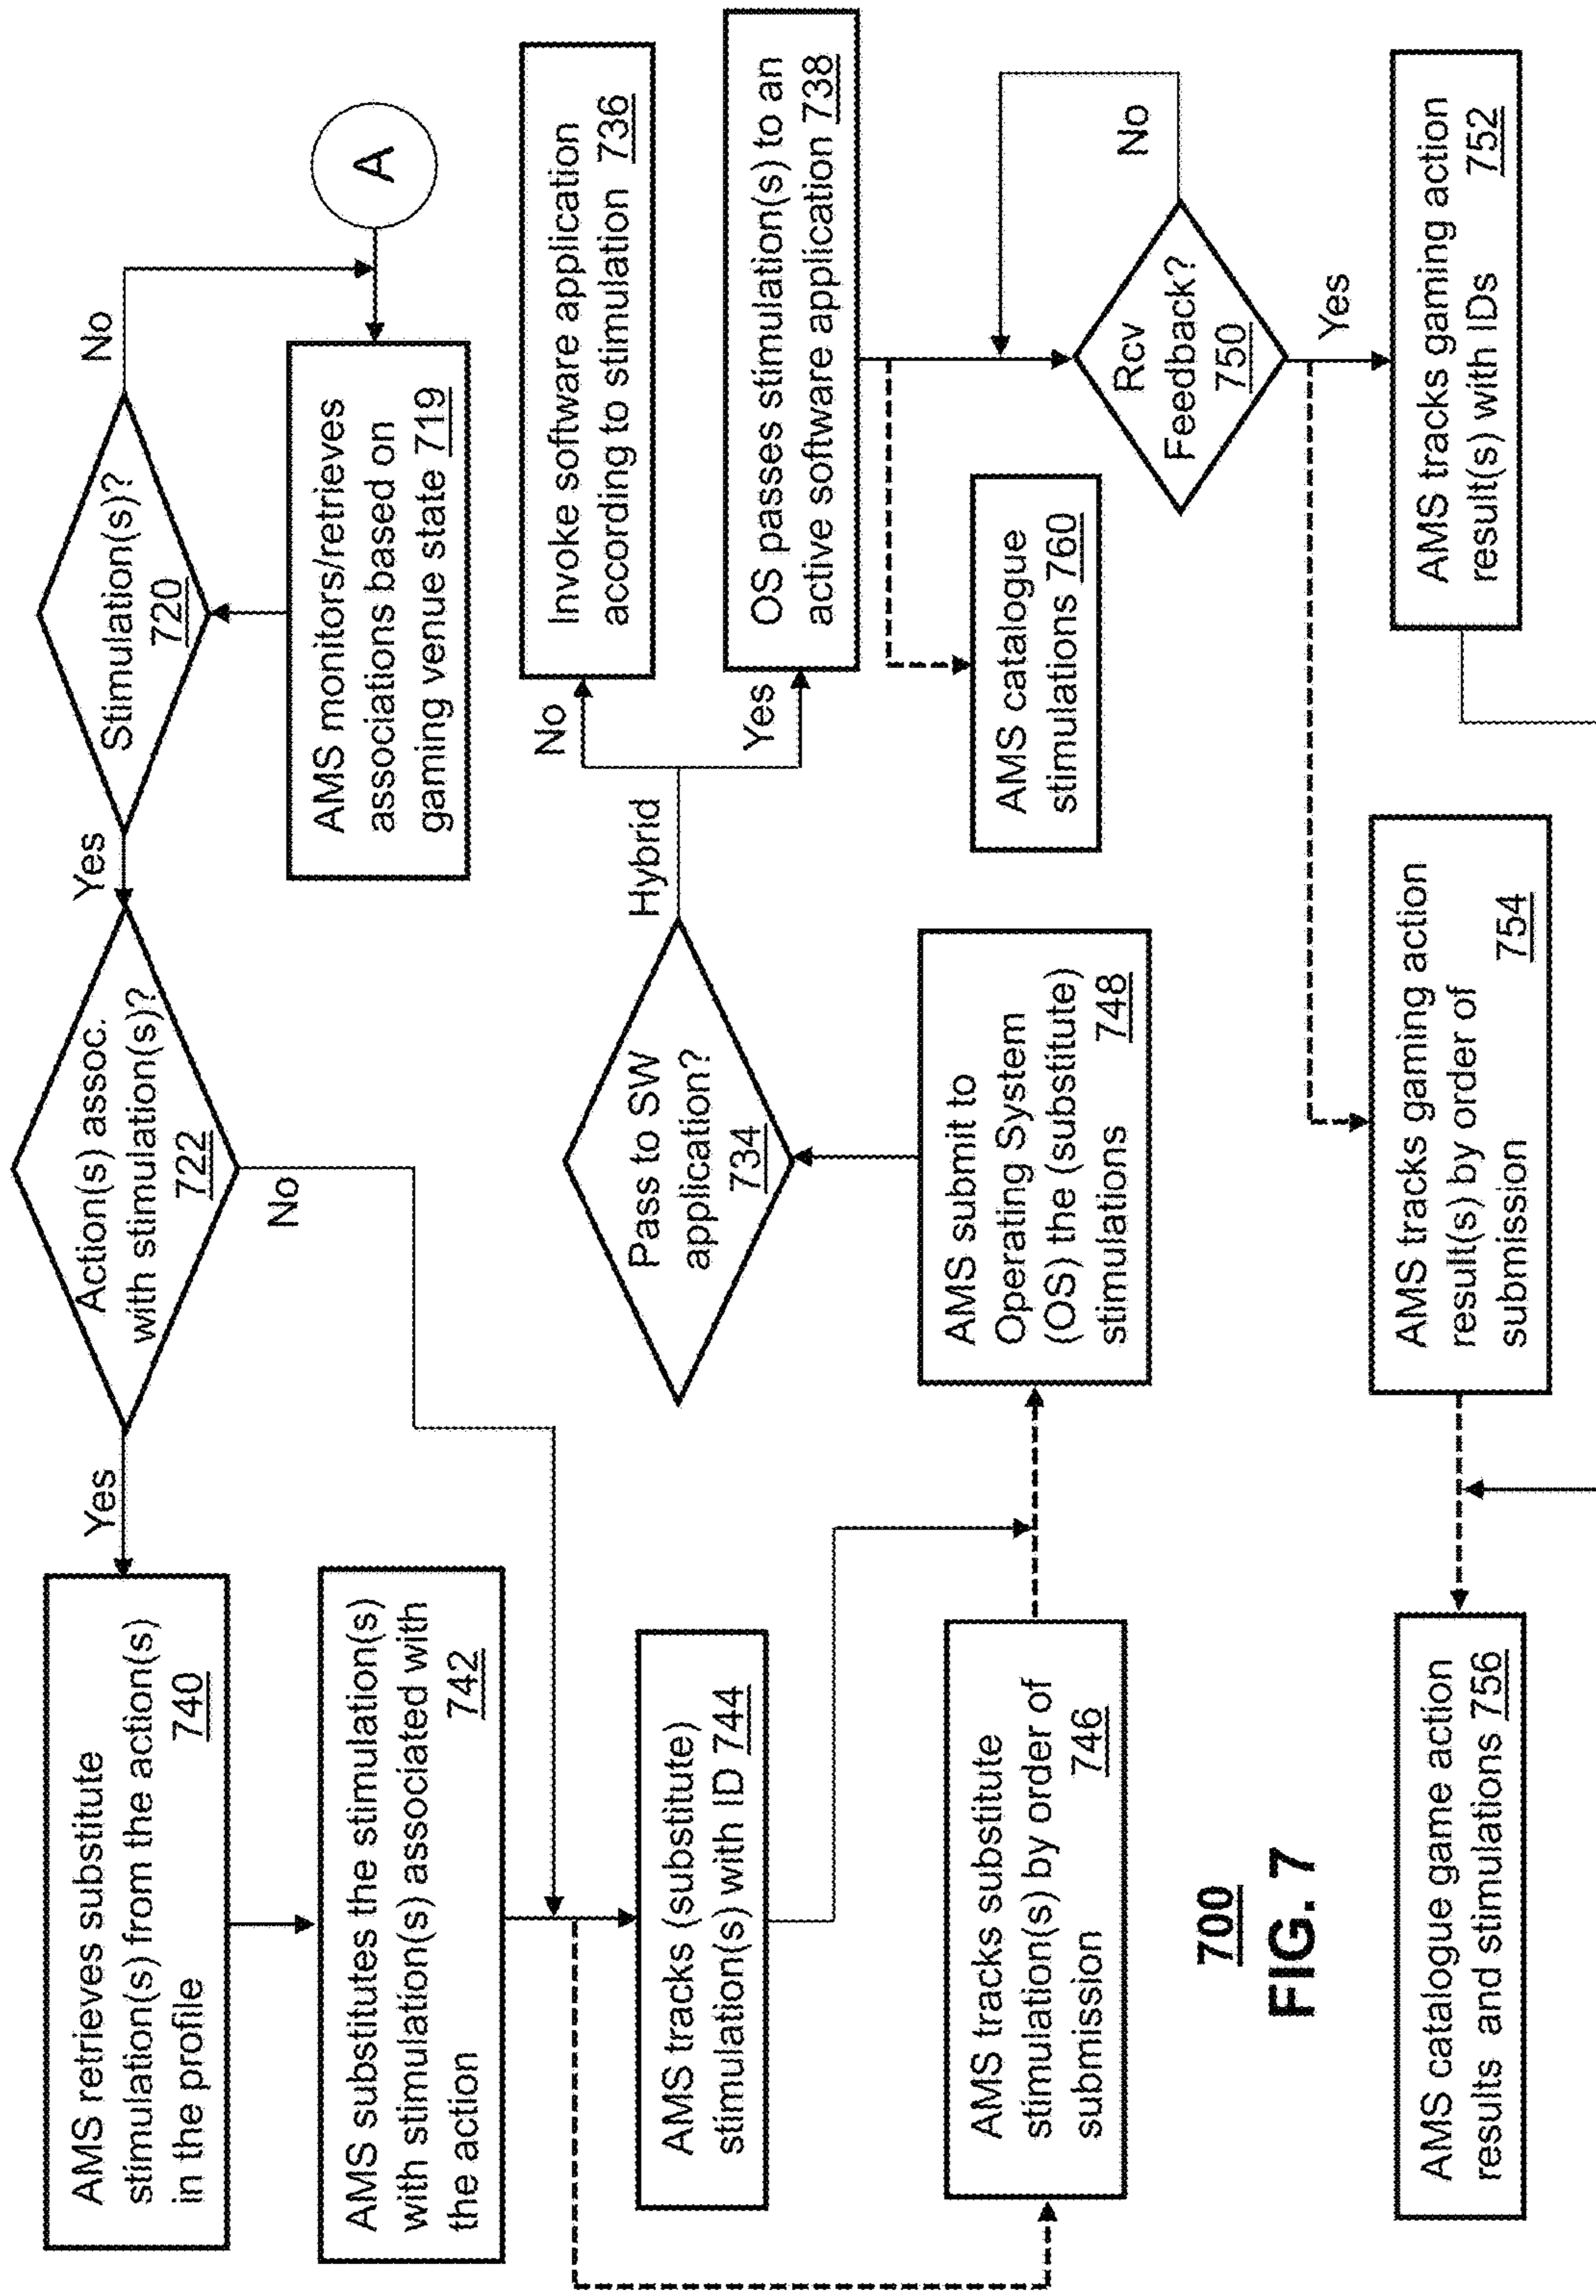 A
No
AMS monitors/retrieves
associations based on
gaming venue state 719
Stimulation(s)?
720
Yes
Action(s) assoc.
with stimulation(s)?
722
No
Yes
AMS retrieves substitute
stimulation(s) from the action(s)
in the profile 740
AMS substitutes the stimulation(s)
with stimulation(s) associated with
the action 742
AMS tracks (substitute)
stimulation(s) with ID 744
AMS tracks substitute
stimulation(s) by order of
submission 746
AMS submit to
Operating System
(OS) the (substitute)
stimulations 748
Pass to SW
application?
734
Hybrid
No
Yes
Invoke software application
according to stimulation 736
OS passes stimulation(s) to an
active software application 738
AMS catalogue
stimulations 760
Rcv
Feedback?
750
No
Yes
AMS tracks gaming action
result(s) with IDs 752
AMS tracks gaming action
result(s) by order of
submission 754
AMS catalogue game action
results and stimulations 756
700
FIG. 7